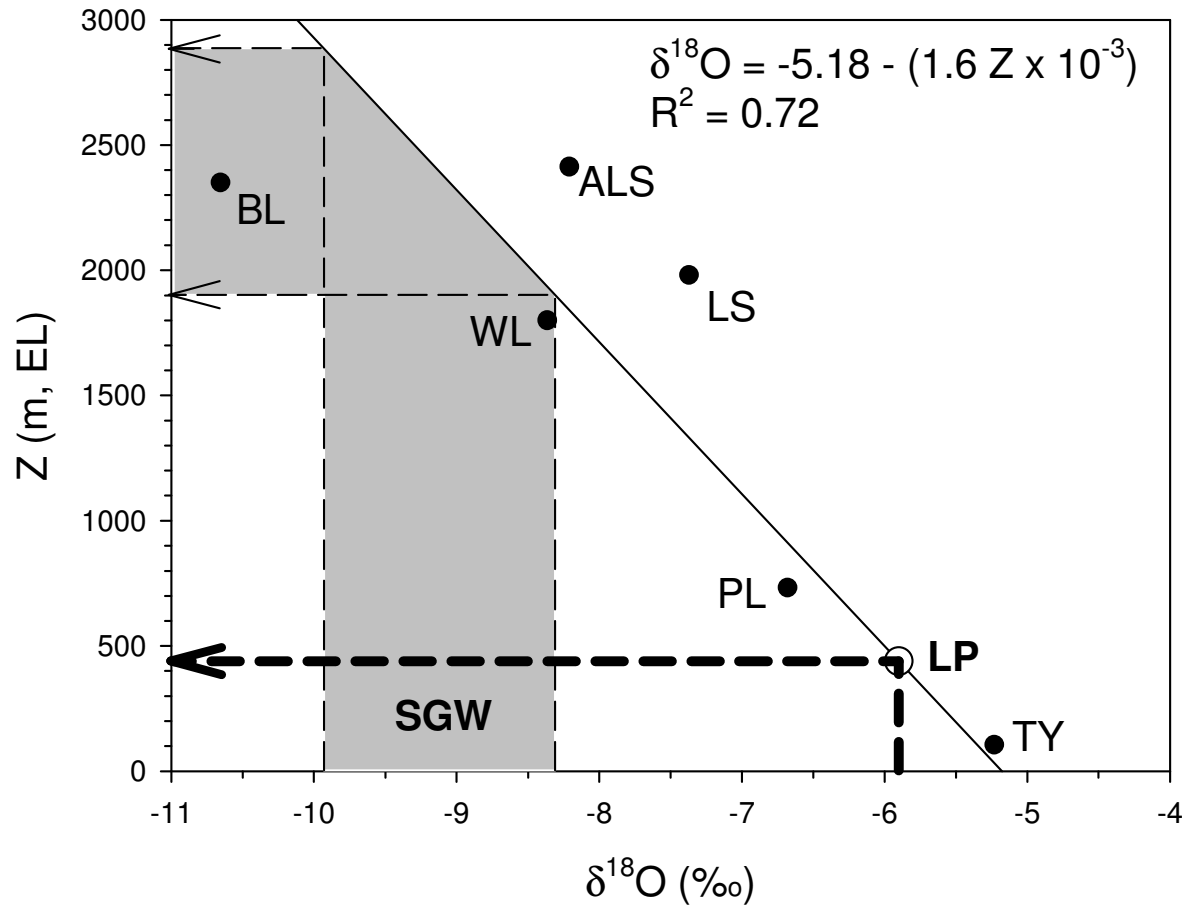 3000
δ18O = -5.18 - (1.6 Z x 10-3)
R2 = 0.72
2500
ALS
BL
2000
LS
WL
Z (m, EL)
1500
1000
PL
500
LP
SGW
TY
0
-11 -10 -9 -8 -7 -6 -5 -4
δ18O (‰)